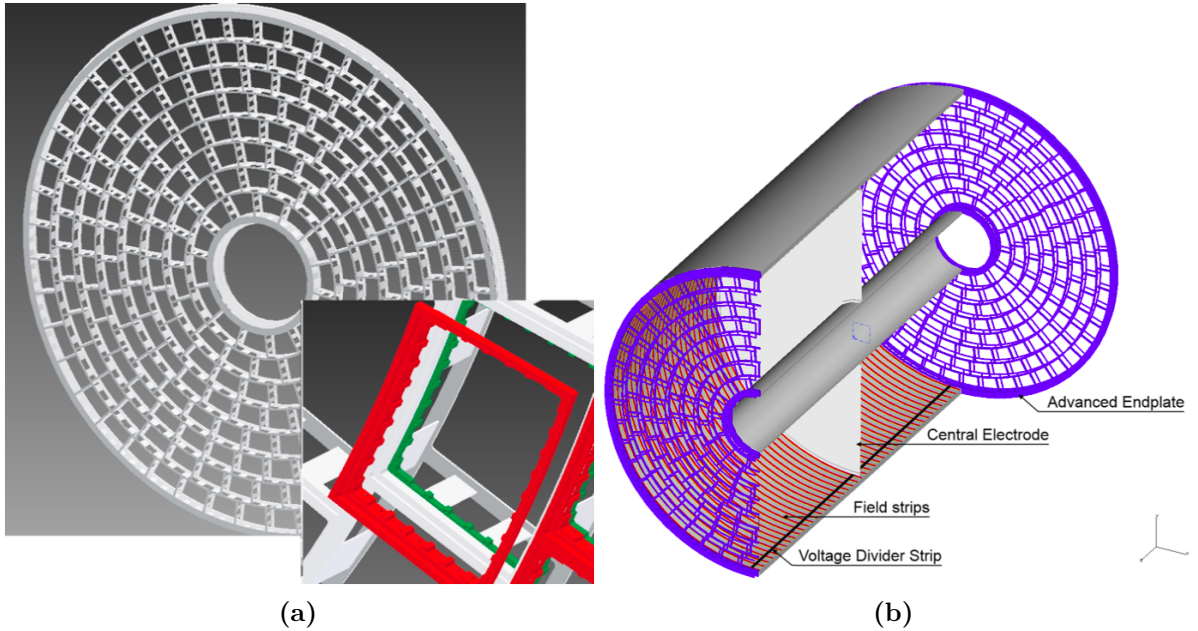 Advanced Endplate
Central Electrode
Field strips
Voltage Divider Strip
(a)
(b)